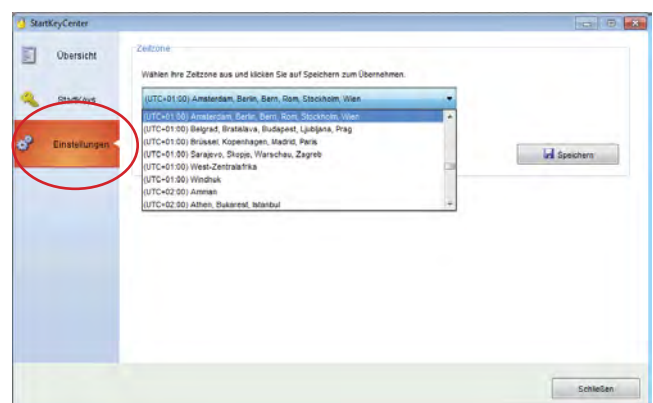 StartKeyCenter
Übersicht
StartKeys
Einstellungen
Zeitzone
Wählen Ihre Zeitzone aus und klicken Sie auf Speichern zum Übernehmen.
(UTC+01:00) Amsterdam, Berlin, Bern, Rom, Stockholm, Wien
(UTC+01:00) Amsterdam, Berlin, Bern, Rom, Stockholm, Wien
(UTC+01:00) Belgrad, Bratislava, Budapest, Ljubljana, Prag
(UTC+01:00) Brüssel, Kopenhagen, Madrid, Paris
(UTC+01:00) Sarajevo, Skopje, Warschau, Zagreb
(UTC+01:00) West-Zentralafrika
(UTC+01:00) Windhuk
(UTC+02:00) Amman
(UTC+02:00) Athen, Bukarest, Istanbul
Speichern
Schließen